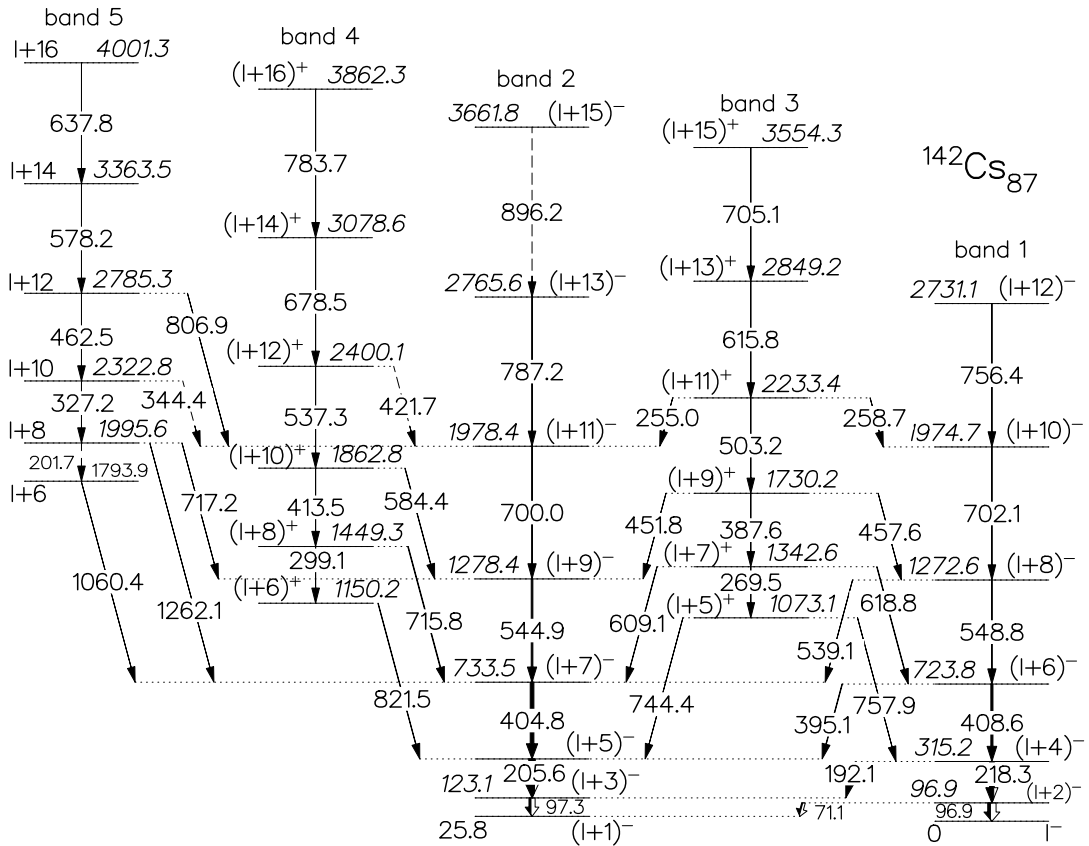 band 5
I+16 4001.3
637.8
I+14 3363.5
578.2
I+12 2785.3
462.5
806.9
I+10 2322.8
327.2
344.4
I+8 1995.6
201.7
1793.9
I+6
717.2
1060.4
1262.1
band 4
(I+16)⁺ 3862.3
783.7
(I+14)⁺ 3078.6
678.5
(I+12)⁺ 2400.1
537.3
421.7
(I+10)⁺ 1862.8
413.5
584.4
(I+8)⁺ 1449.3
299.1
(I+6)⁺ 1150.2
715.8
821.5
band 2
3661.8 (I+15)⁻
896.2
2765.6 (I+13)⁻
787.2
1978.4 (I+11)⁻
700.0
1278.4 (I+9)⁻
544.9
733.5 (I+7)⁻
404.8
(I+5)⁻
205.6
123.1 (I+3)⁻
97.3
25.8 (I+1)⁻
band 3
(I+15)⁺ 3554.3
705.1
(I+13)⁺ 2849.2
615.8
(I+11)⁺ 2233.4
255.0
258.7
503.2
(I+9)⁺ 1730.2
451.8
387.6
457.6
(I+7)⁺ 1342.6
269.5
609.1
618.8
(I+5)⁺ 1073.1
744.4
757.9
539.1
395.1
192.1
71.1
¹⁴²Cs₈₇
band 1
2731.1 (I+12)⁻
756.4
1974.7 (I+10)⁻
702.1
1272.6 (I+8)⁻
548.8
723.8 (I+6)⁻
408.6
315.2 (I+4)⁻
218.3
96.9 (I+2)⁻
96.9
0 I⁻